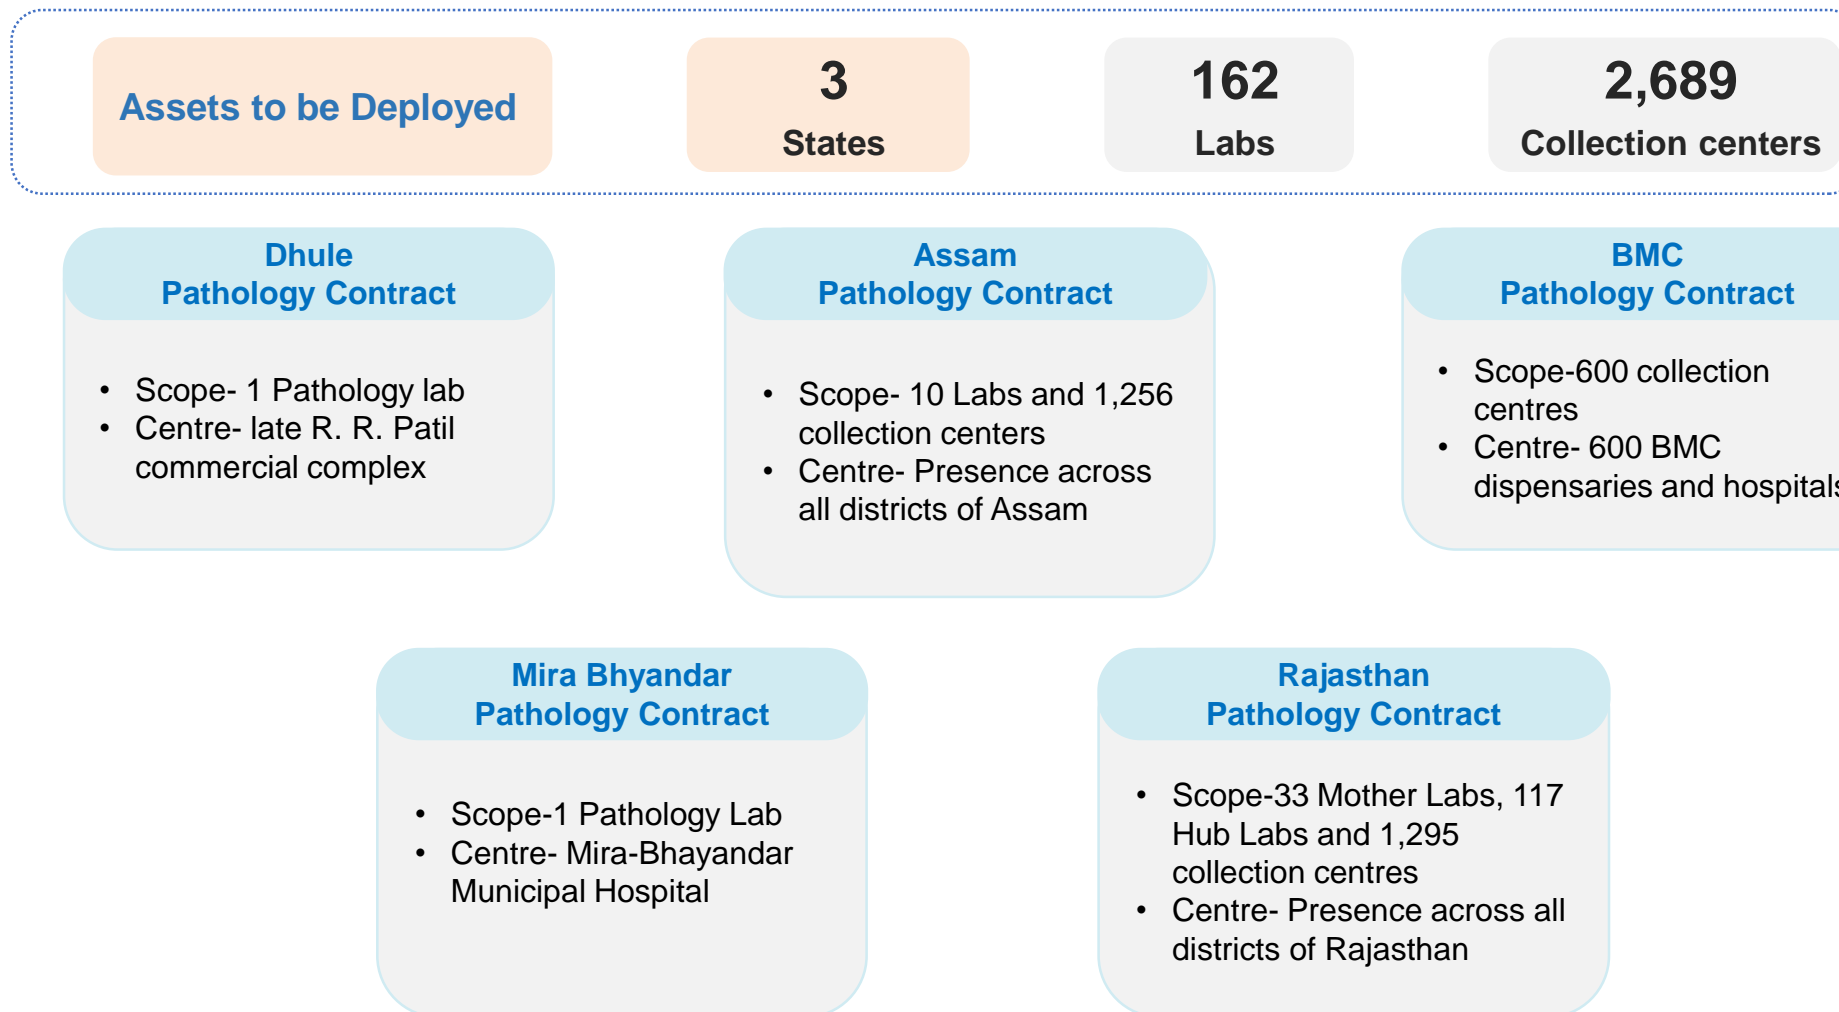 Assets to be Deployed
3
States
162
Labs
2,689
Collection centers
Dhule
Pathology Contract
• Scope- 1 Pathology lab
• Centre- late R. R. Patil
commercial complex
Assam
Pathology Contract
• Scope- 10 Labs and 1,256
collection centers
• Centre- Presence across
all districts of Assam
BMC
Pathology Contract
• Scope-600 collection
centres
• Centre- 600 BMC
dispensaries and hospitals
Mira Bhyandar
Pathology Contract
• Scope-1 Pathology Lab
• Centre- Mira-Bhayandar
Municipal Hospital
Rajasthan
Pathology Contract
• Scope-33 Mother Labs, 117
Hub Labs and 1,295
collection centres
• Centre- Presence across all
districts of Rajasthan